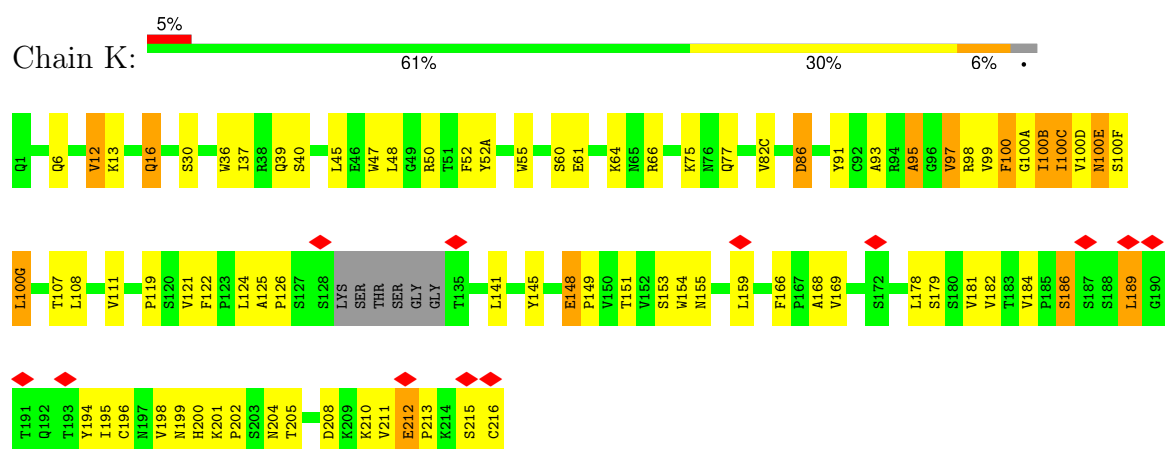 5%
Chain K:
61% 30% 6% •
Q1 Q6 V12 K13 Q16 S30 W36 I37 R38 Q39 S40 L45 E46 W47 L48 G49 R50 T51 F52 Y52A W55 S60 E61 K64 N65 R66 K75 N76 Q77 V82C D86 Y91 C92 A93 R94 A95 G96 V97 R98 V99 F100 G100A I100B I100C V100D N100E S100F
L100G T107 L108 V111 P119 S120 V121 F122 P123 L124 A125 P126 S127 S128 LYS SER THR SER GLY GLY T135 L141 Y145 E148 P149 V150 T151 V152 S153 W154 N155 L159 F166 P167 A168 V169 S172 L178 S179 S180 V181 V182 T183 V184 P185 S186 S187 S188 L189 G190
T191 Q192 T193 Y194 I195 C196 N197 V198 N199 H200 K201 P202 S203 N204 T205 D208 K209 K210 V211 E212 P213 K214 S215 C216